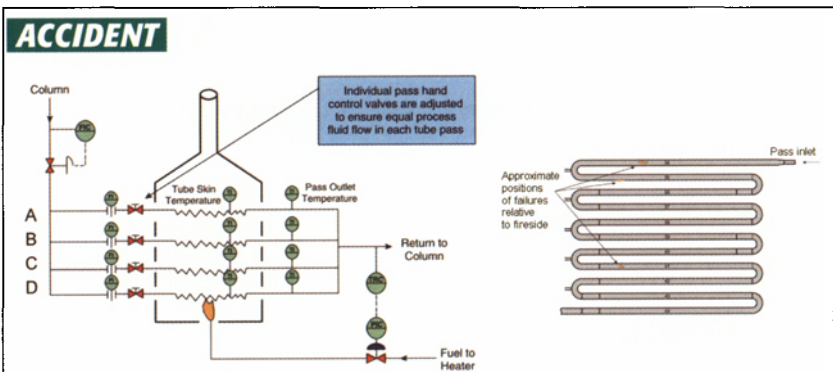 ACCIDENT
Column
Individual pass hand
control valves are adjusted
to ensure equal process
fluid flow in each tube pass
Tube Skin
Temperature
Pass Outlet
Temperature
A
B
C
D
Return to
Column
Fuel to
Heater
Pass inlet
Approximate
positions
of failures
relative
to fireside